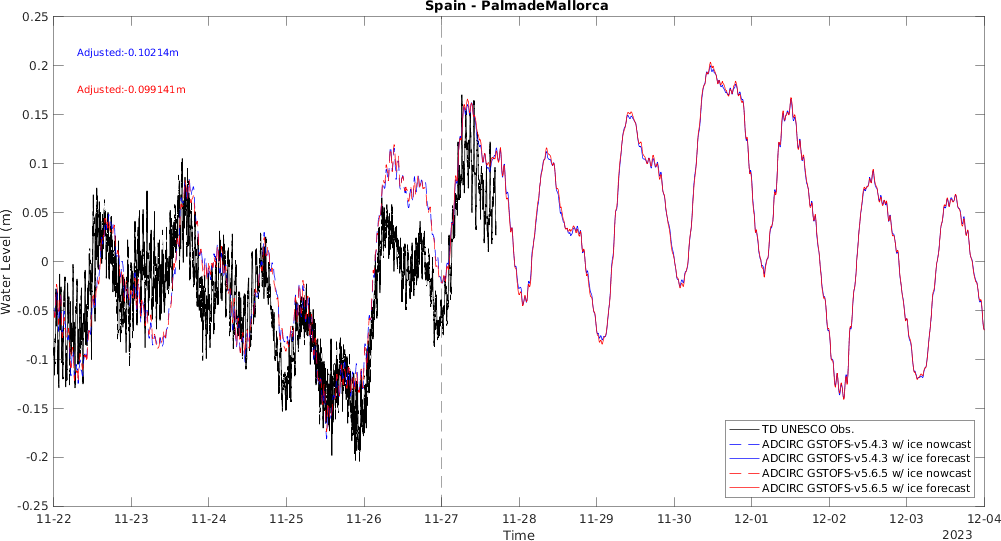 Spain - PalmadeMallorca
0.25
0.2
0.15
0.1
0.05
0
-0.05
-0.1
-0.15
-0.2
-0.25
Water Level (m)
Adjusted:-0.10214m
Adjusted:-0.099141m
TD UNESCO Obs.
ADCIRC GSTOFS-v5.4.3 w/ ice nowcast
ADCIRC GSTOFS-v5.4.3 w/ ice forecast
ADCIRC GSTOFS-v5.6.5 w/ ice nowcast
ADCIRC GSTOFS-v5.6.5 w/ ice forecast
11-22 11-23 11-24 11-25 11-26 11-27 11-28 11-29 11-30 12-01 12-02 12-03 12-04
Time
2023